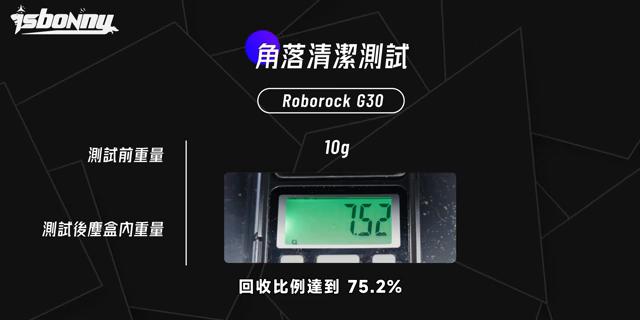 isbonny
角落清潔測試
Roborock G30
測試前重量
10g
測試後塵盒內重量
7.52
回收比例達到 75.2%